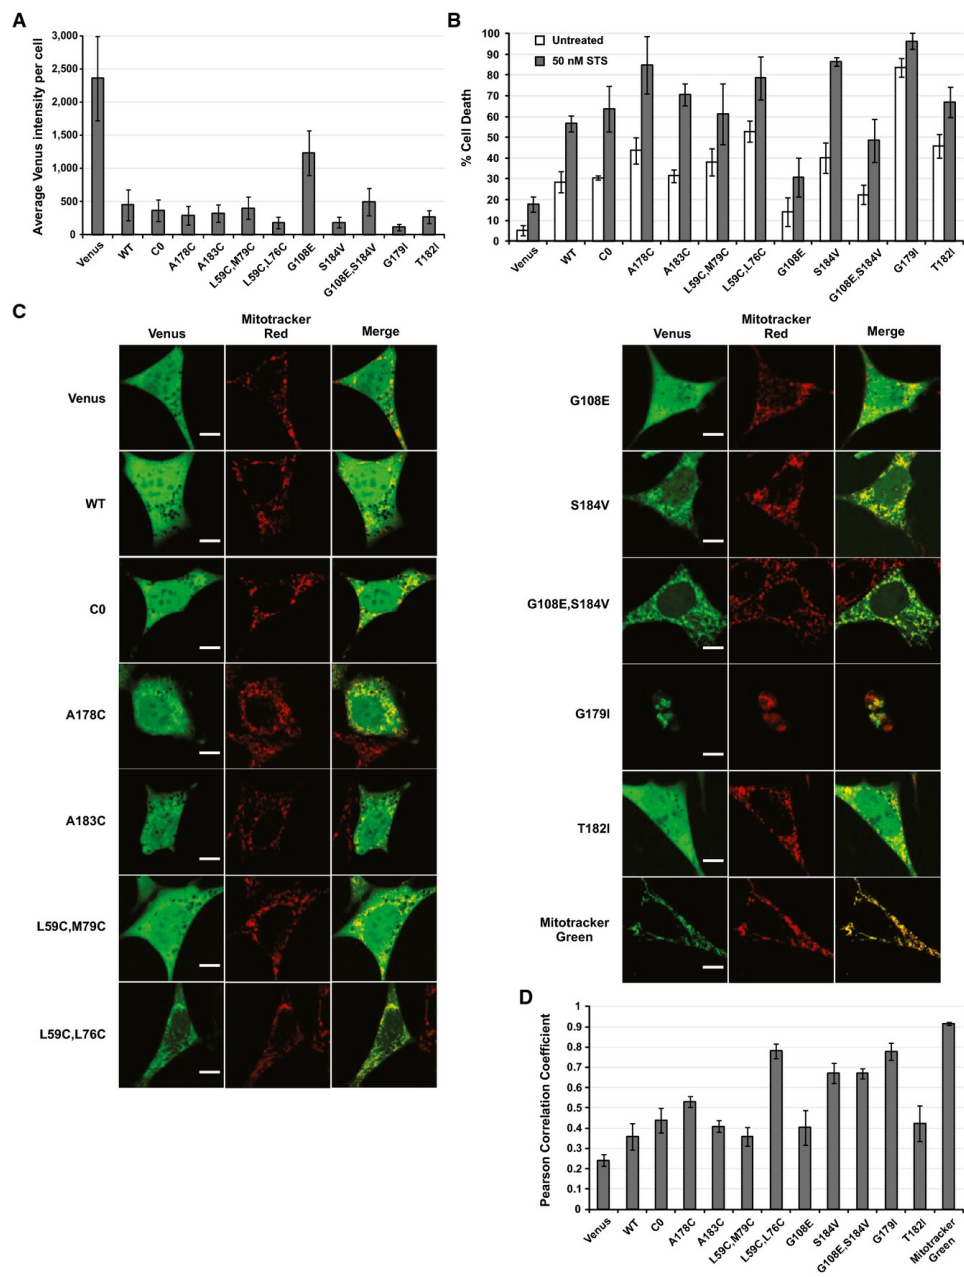 A
Average Venus intensity per cell
3,000
2,500
2,000
1,500
1,000
500
0
Venus
WT
C0
A178C
A183C
L59C,M79C
L59C,L76C
G108E
S184V
G108E,S184V
G179I
T182I
B
% Cell Death
100
90
80
70
60
50
40
30
20
10
0
Untreated
50 nM STS
Venus
WT
C0
A178C
A183C
L59C,M79C
L59C,L76C
G108E
S184V
G108E,S184V
G179I
T182I
C
Venus
Mitotracker
Red
Merge
Venus
WT
C0
A178C
A183C
L59C,M79C
L59C,L76C
Venus
Mitotracker
Red
Merge
G108E
S184V
G108E,S184V
G179I
T182I
Mitotracker
Green
D
Pearson Correlation Coefficient
1
0.9
0.8
0.7
0.6
0.5
0.4
0.3
0.2
0.1
0
Venus
WT
C0
A178C
A183C
L59C,M79C
L59C,L76C
G108E
S184V
G108E,S184V
G179I
T182I
Mitotracker
Green